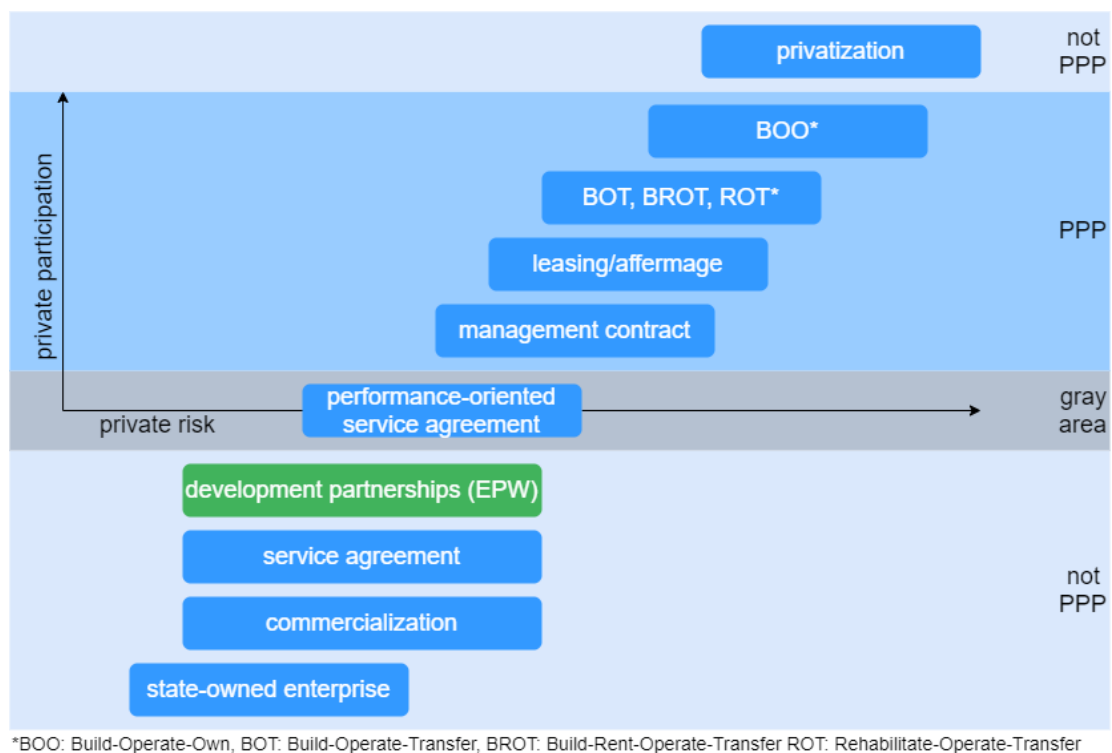 privatization
not
PPP
BOO*
BOT, BROT, ROT*
PPP
leasing/affermage
private participation
management contract
performance-oriented
service agreement
private risk
gray
area
development partnerships (EPW)
service agreement
not
PPP
commercialization
state-owned enterprise
*BOO: Build-Operate-Own, BOT: Build-Operate-Transfer, BROT: Build-Rent-Operate-Transfer ROT: Rehabilitate-Operate-Transfer